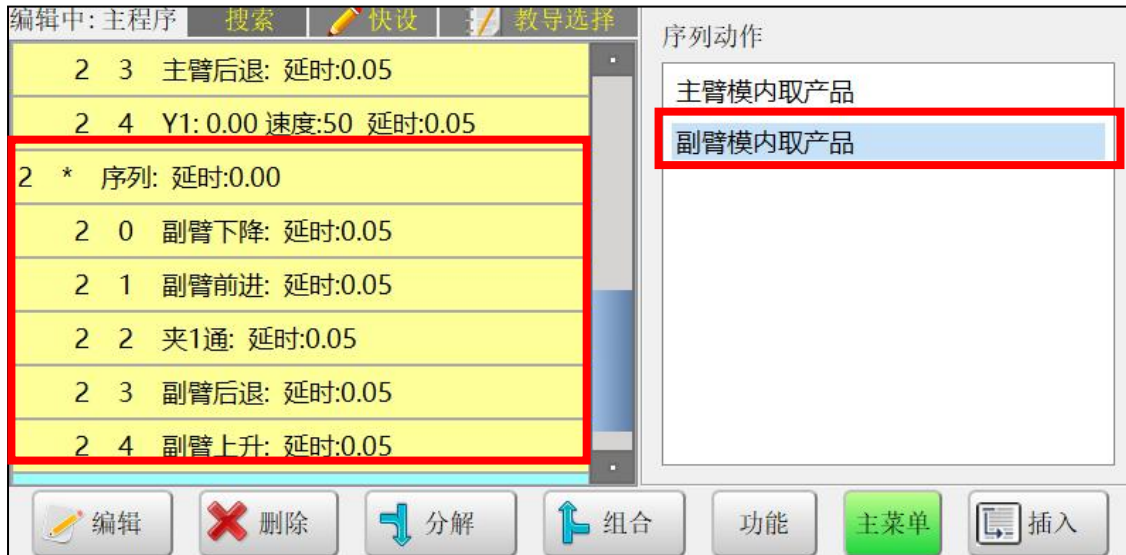 编辑中:主程序 搜索 快设 教导选择
2 3 主臂后退: 延时:0.05
2 4 Y1: 0.00 速度:50 延时:0.05
2 * 序列: 延时:0.00
2 0 副臂下降: 延时:0.05
2 1 副臂前进: 延时:0.05
2 2 夹1通: 延时:0.05
2 3 副臂后退: 延时:0.05
2 4 副臂上升: 延时:0.05
序列动作
主臂模内取产品
副臂模内取产品
编辑 删除 分解 组合 功能 主菜单 插入